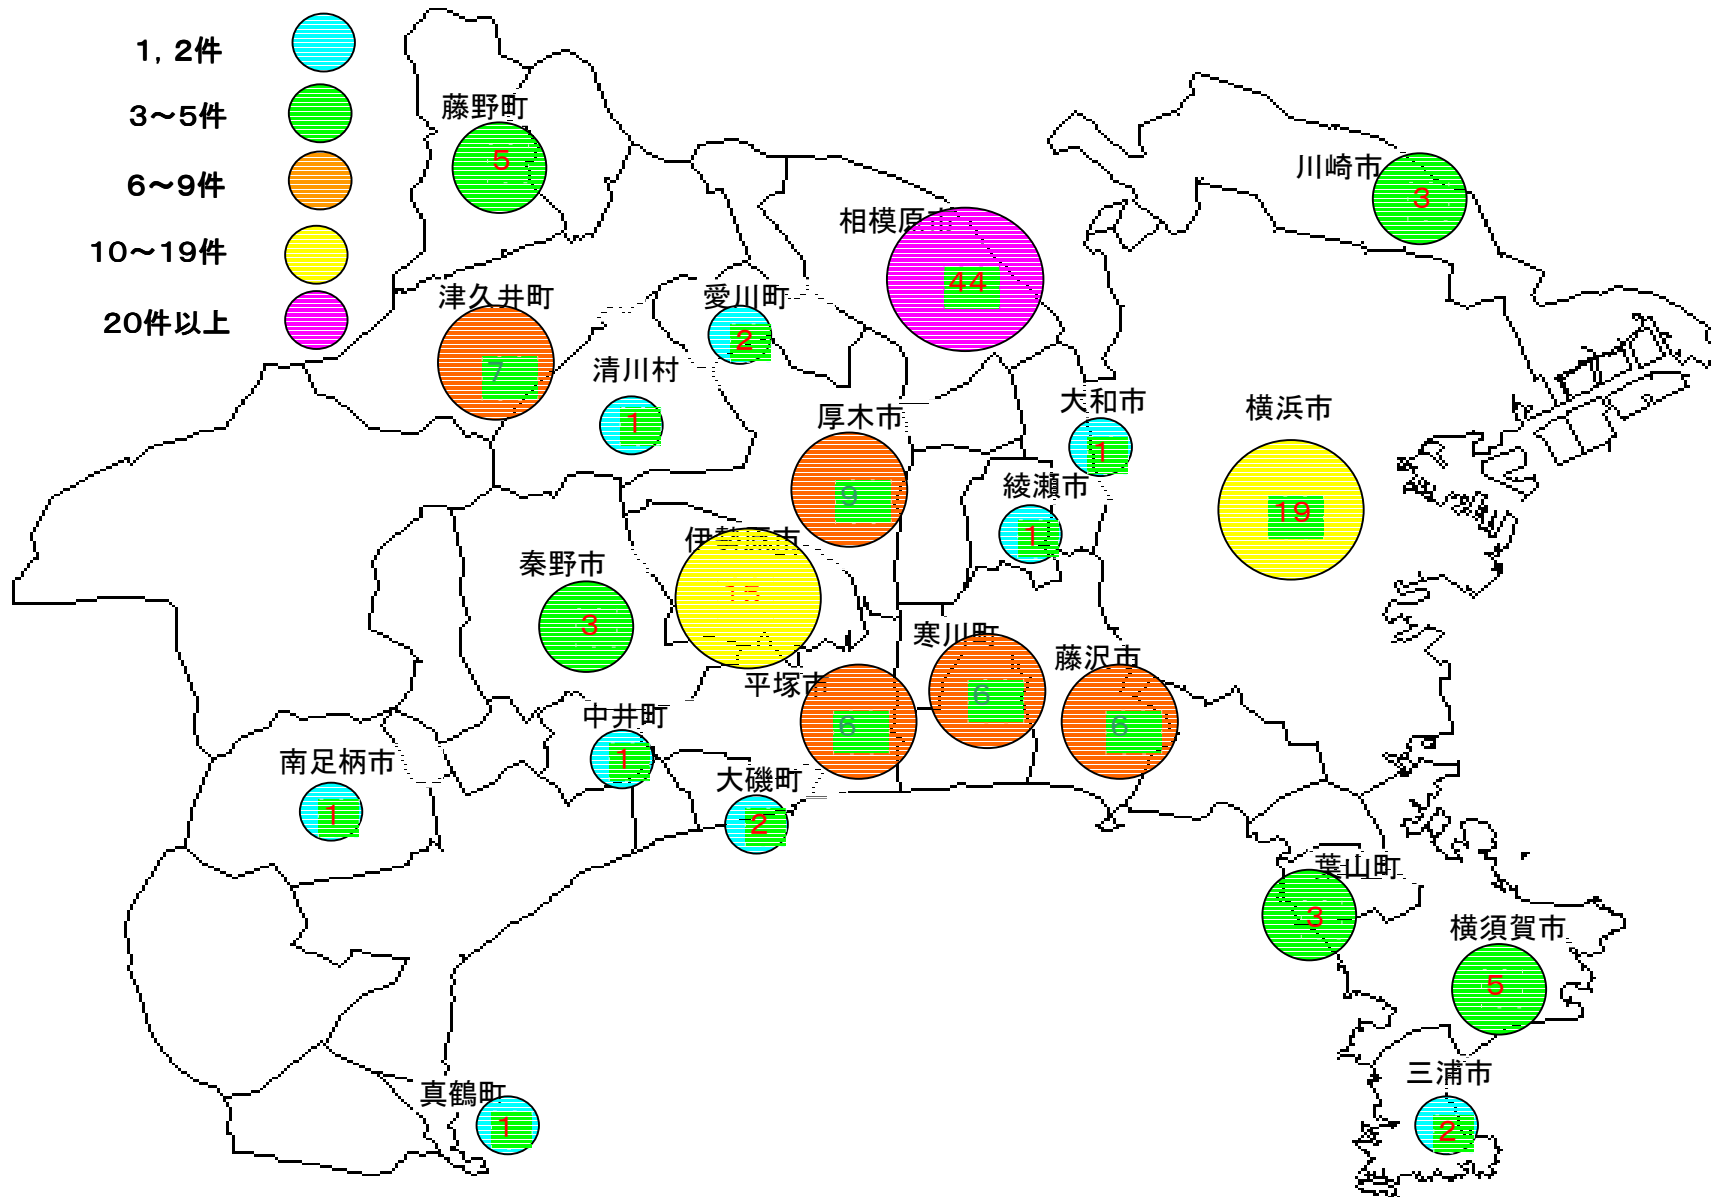 1, 2件
3～5件
6～9件
10～19件
20件以上
藤野町
5
川崎市
3
相模原市
44
津久井町
7
愛川町
2
清川村
1
厚木市
9
大和市
1
横浜市
19
綾瀬市
1
伊勢原市
秦野市
3
寒川町
6
藤沢市
6
平塚市
6
中井町
1
南足柄市
1
大磯町
2
葉山町
3
横須賀市
5
三浦市
2
真鶴町
1